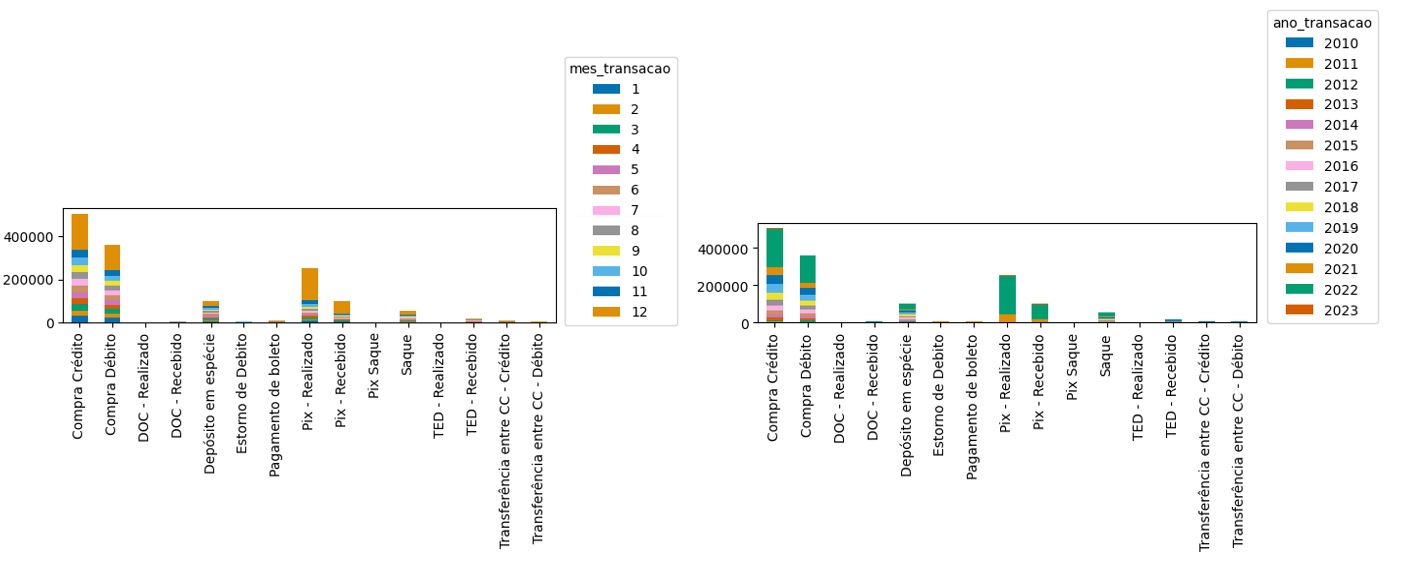 mes_transacao
1
2
3
4
5
6
7
8
9
10
11
12
400000
200000
0
Compra Crédito
Compra Débito
DOC - Realizado
DOC - Recebido
Depósito em espécie
Estorno de Debito
Pagamento de boleto
Pix - Realizado
Pix - Recebido
Pix Saque
Saque
TED - Realizado
TED - Recebido
Transferência entre CC - Crédito
Transferência entre CC - Débito
ano_transacao
2010
2011
2012
2013
2014
2015
2016
2017
2018
2019
2020
2021
2022
2023
400000
200000
0
Compra Crédito
Compra Débito
DOC - Realizado
DOC - Recebido
Depósito em espécie
Estorno de Debito
Pagamento de boleto
Pix - Realizado
Pix - Recebido
Pix Saque
Saque
TED - Realizado
TED - Recebido
Transferência entre CC - Crédito
Transferência entre CC - Débito